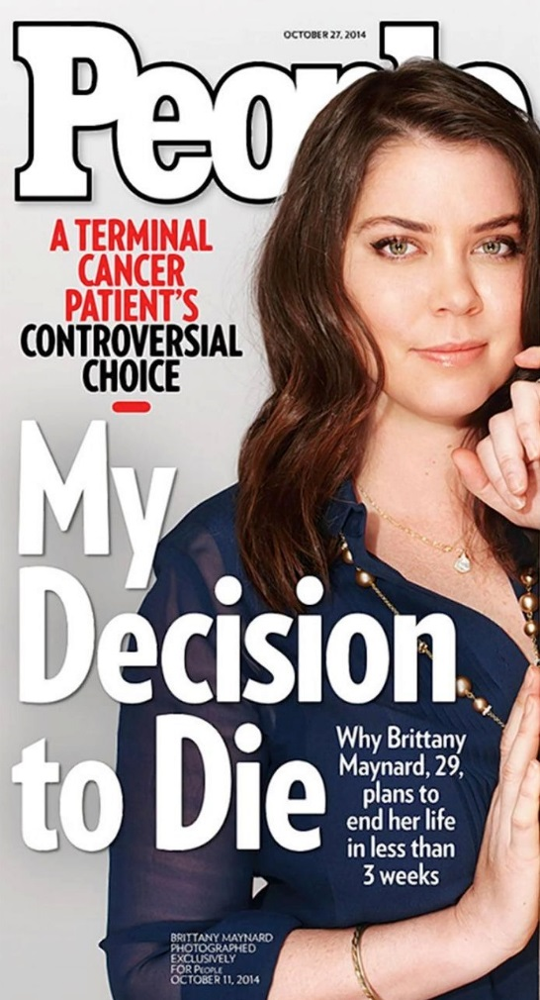 OCTOBER 27, 2014
People
A TERMINAL
CANCER
PATIENT'S
CONTROVERSIAL
CHOICE
My
Decision
to Die
Why Brittany
Maynard, 29,
plans to
end her life
in less than
3 weeks
BRITTANY MAYNARD
PHOTOGRAPHED
EXCLUSIVELY
FOR PEOPLE
OCTOBER 11, 2014